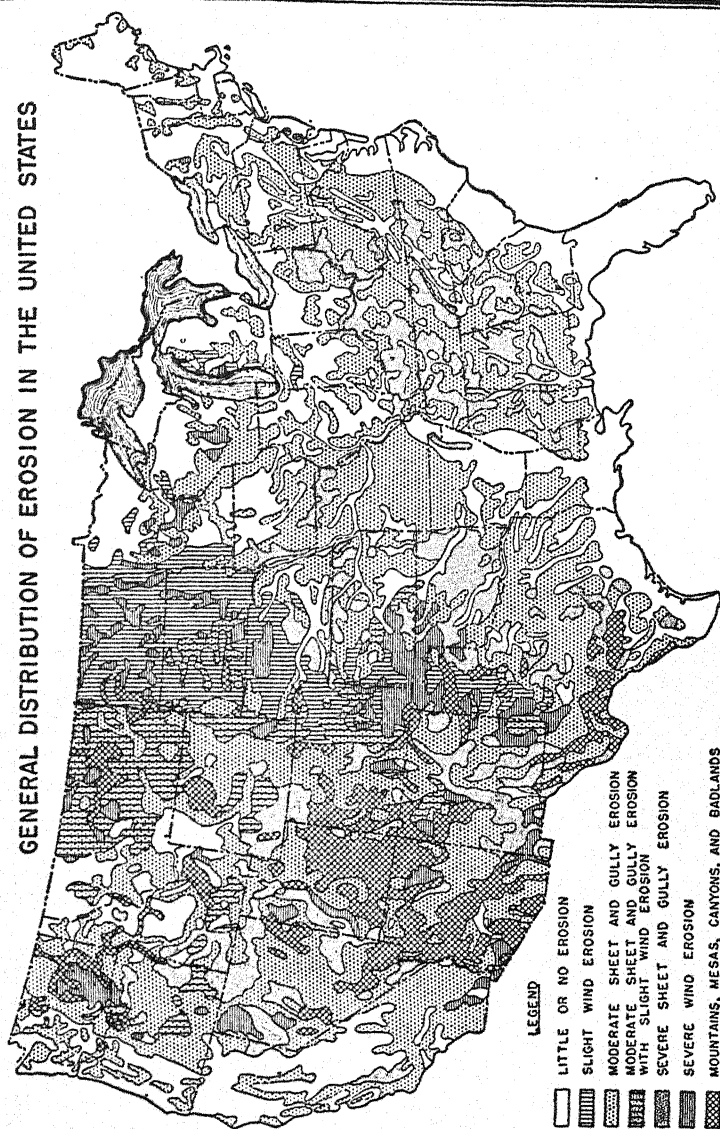 GENERAL DISTRIBUTION OF EROSION IN THE UNITED STATES
LEGEND
LITTLE OR NO EROSION
SLIGHT WIND EROSION
MODERATE SHEET AND GULLY EROSION
MODERATE SHEET AND GULLY EROSION
WITH SLIGHT WIND EROSION
SEVERE SHEET AND GULLY EROSION
SEVERE WIND EROSION
MOUNTAINS, MESAS, CANYONS, AND BADLANDS